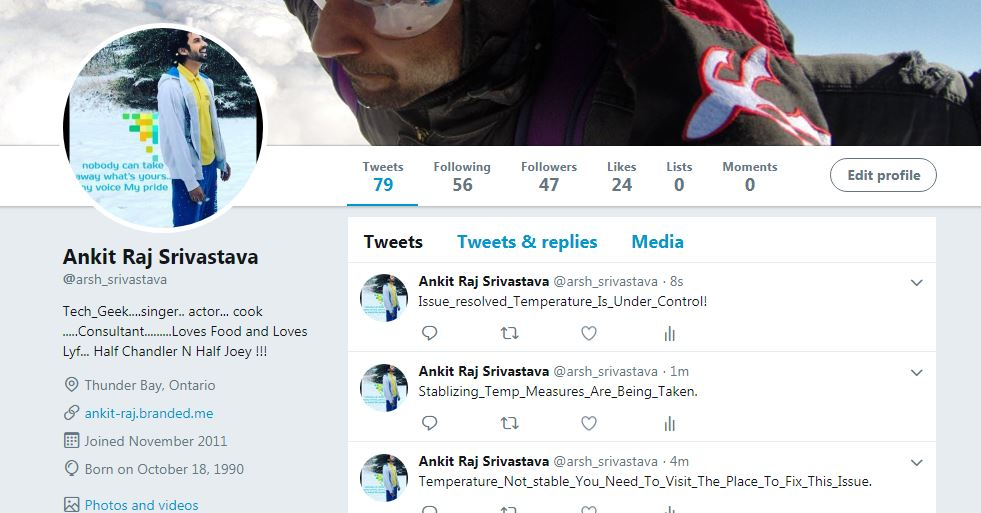 nobody can take
away what's yours...
my voice My pride
Tweets
79
Following
56
Followers
47
Likes
24
Lists
0
Moments
0
Edit profile
Ankit Raj Srivastava
@arsh_srivastava
Tech_Geek....singer.. actor... cook
.....Consultant.........Loves Food and Loves
Lyf... Half Chandler N Half Joey !!!
Thunder Bay, Ontario
ankit-raj.branded.me
Joined November 2011
Born on October 18, 1990
Photos and videos
Tweets Tweets & replies Media
Ankit Raj Srivastava @arsh_srivastava · 8s
Issue_resolved_Temperature_Is_Under_Control!
Ankit Raj Srivastava @arsh_srivastava · 1m
Stablizing_Temp_Measures_Are_Being_Taken.
Ankit Raj Srivastava @arsh_srivastava · 4m
Temperature_Not_stable_You_Need_To_Visit_The_Place_To_Fix_This_Issue.